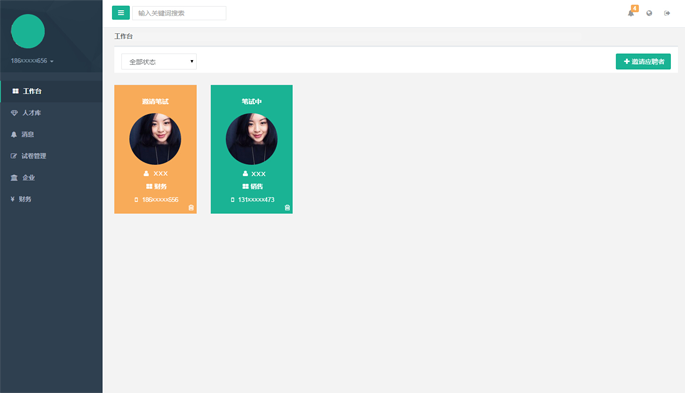 输入关键词搜索
8
186xxxxx656
工作台
人才库
消息
试卷管理
企业
¥ 财务
工作台
全部状态
邀请应聘者
邀请笔试
XXX
财务
186xxxxx656
笔试中
XXX
销售
131xxxxx473